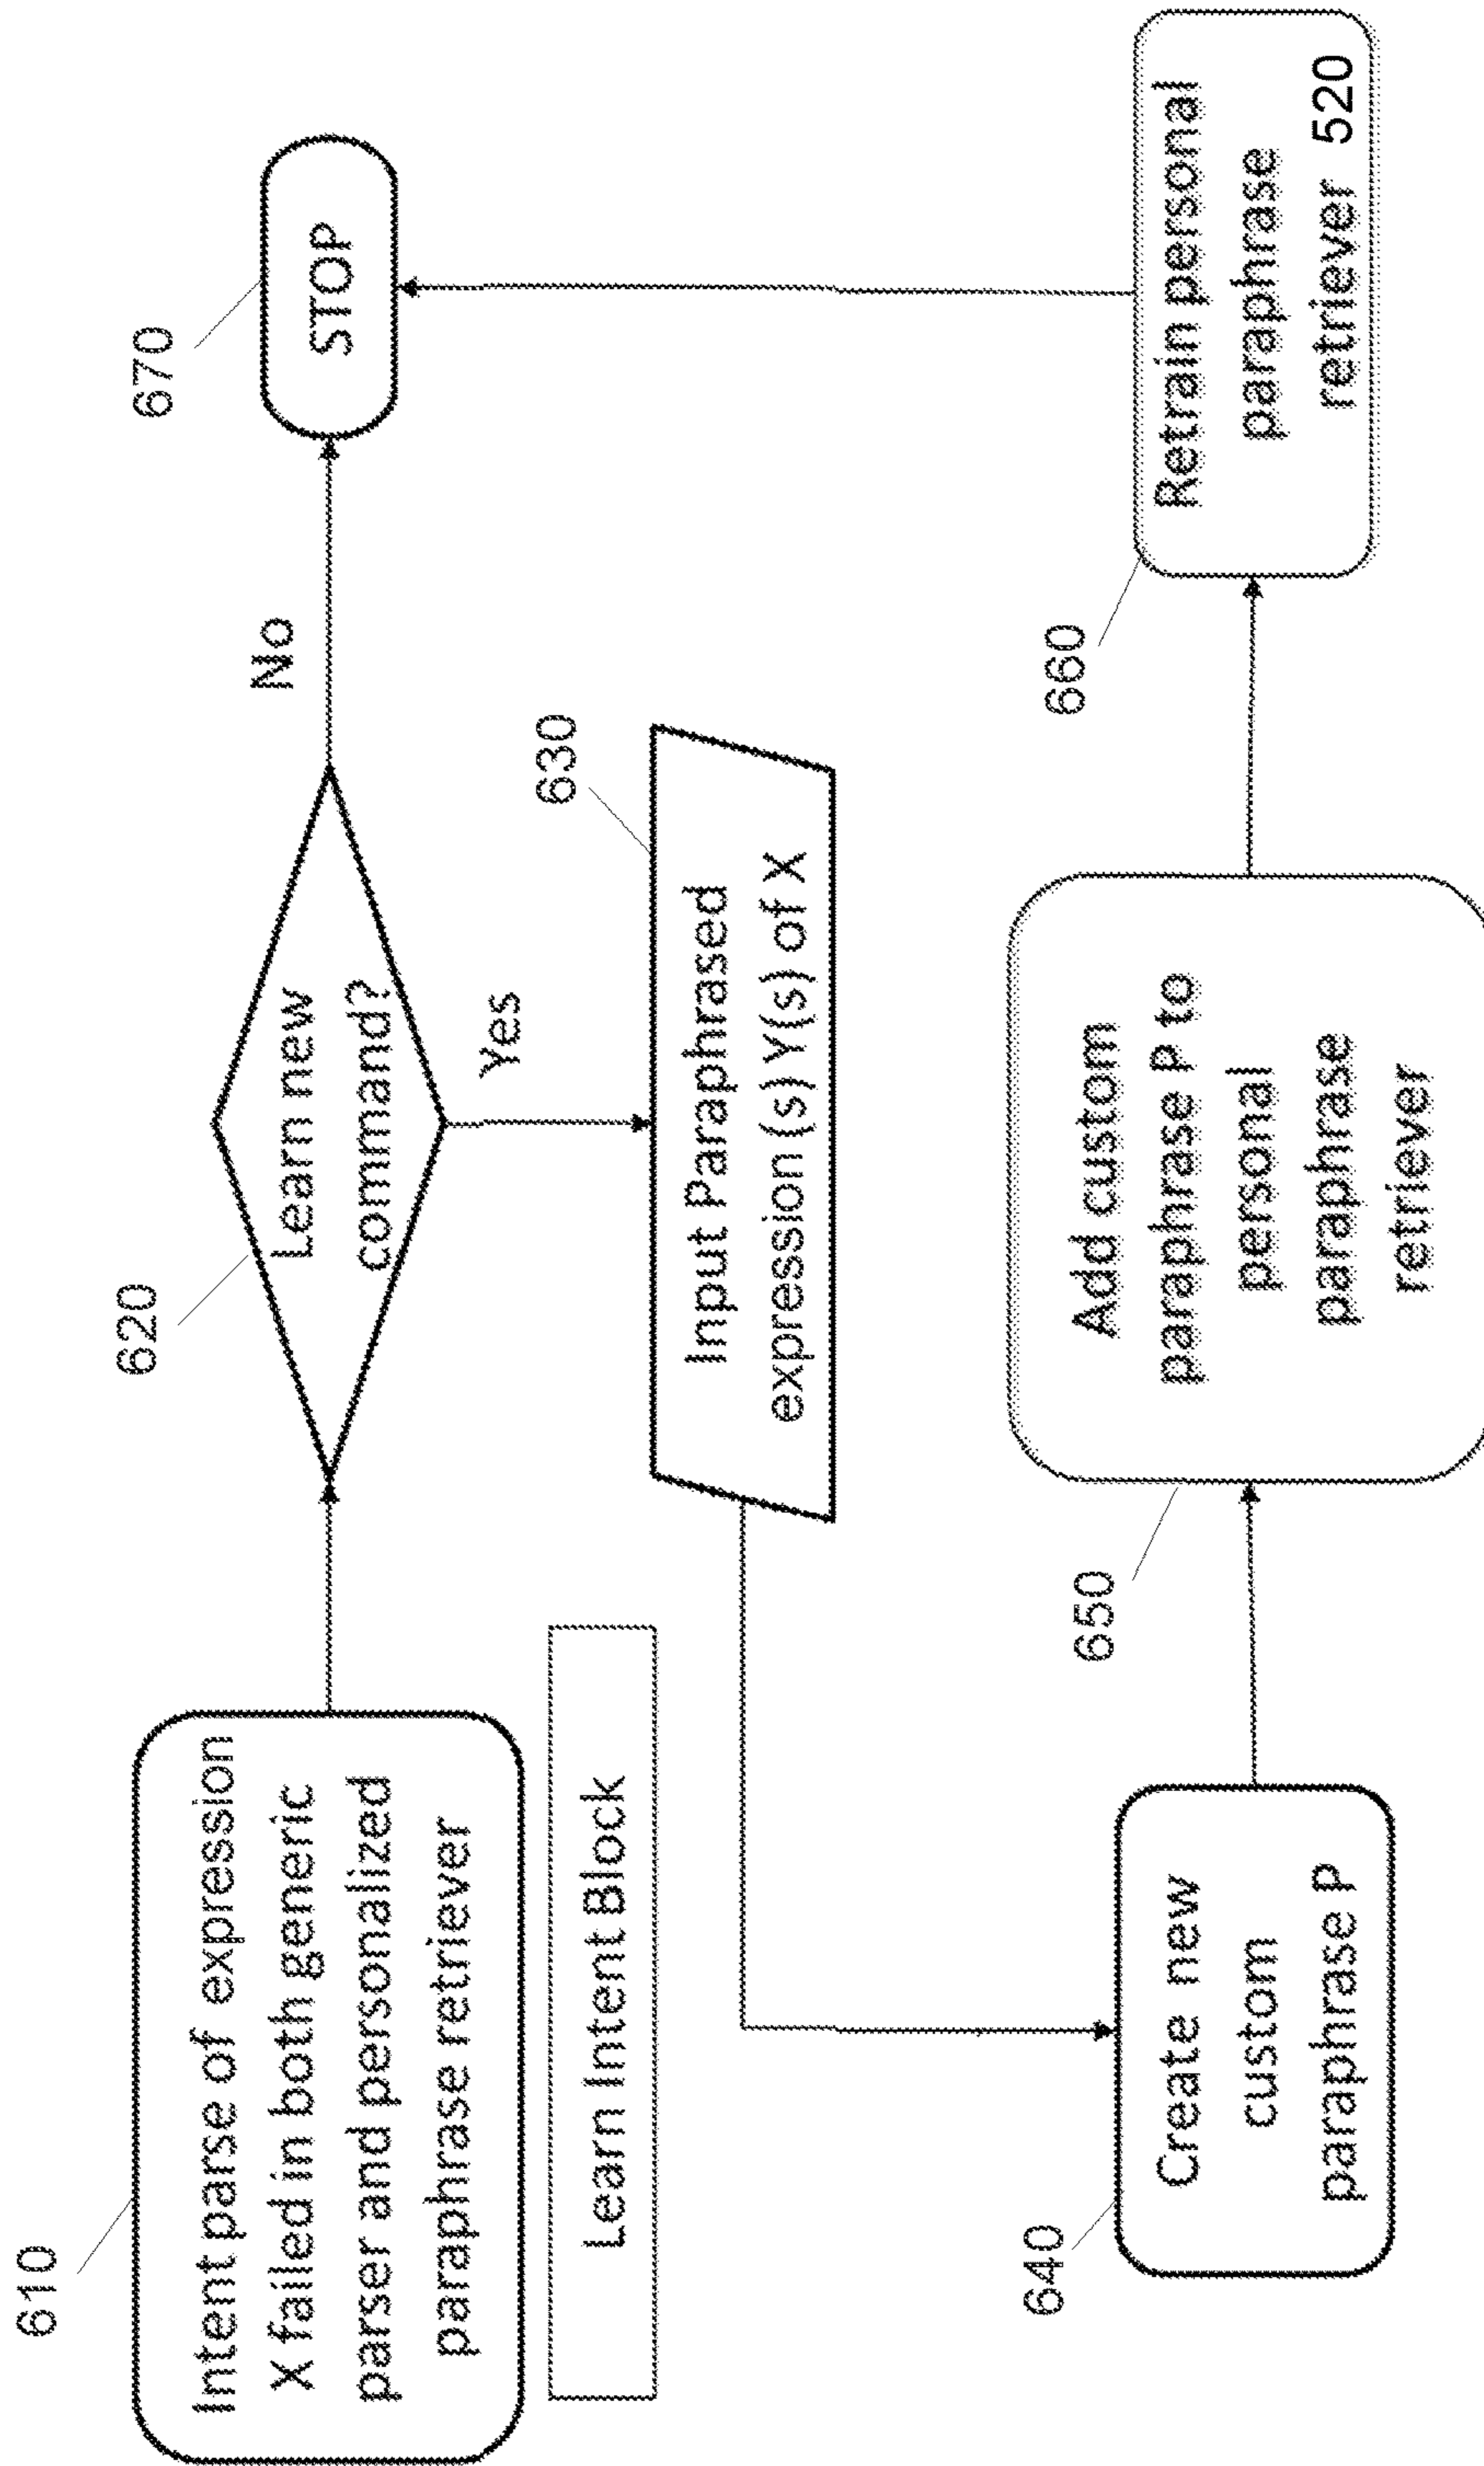 610
Intent parse of expression
X failed in both generic
parser and personalized
paraphrase retriever
Learn Intent Block
620
Learn new
command?
No
670
STOP
Yes
630
Input Paraphrased
expression (s) Y(s) of X
640
Create new
custom
paraphrase P
650
Add custom
paraphrase P to
personal
paraphrase
retriever
660
Retrain personal
paraphrase
retriever 520